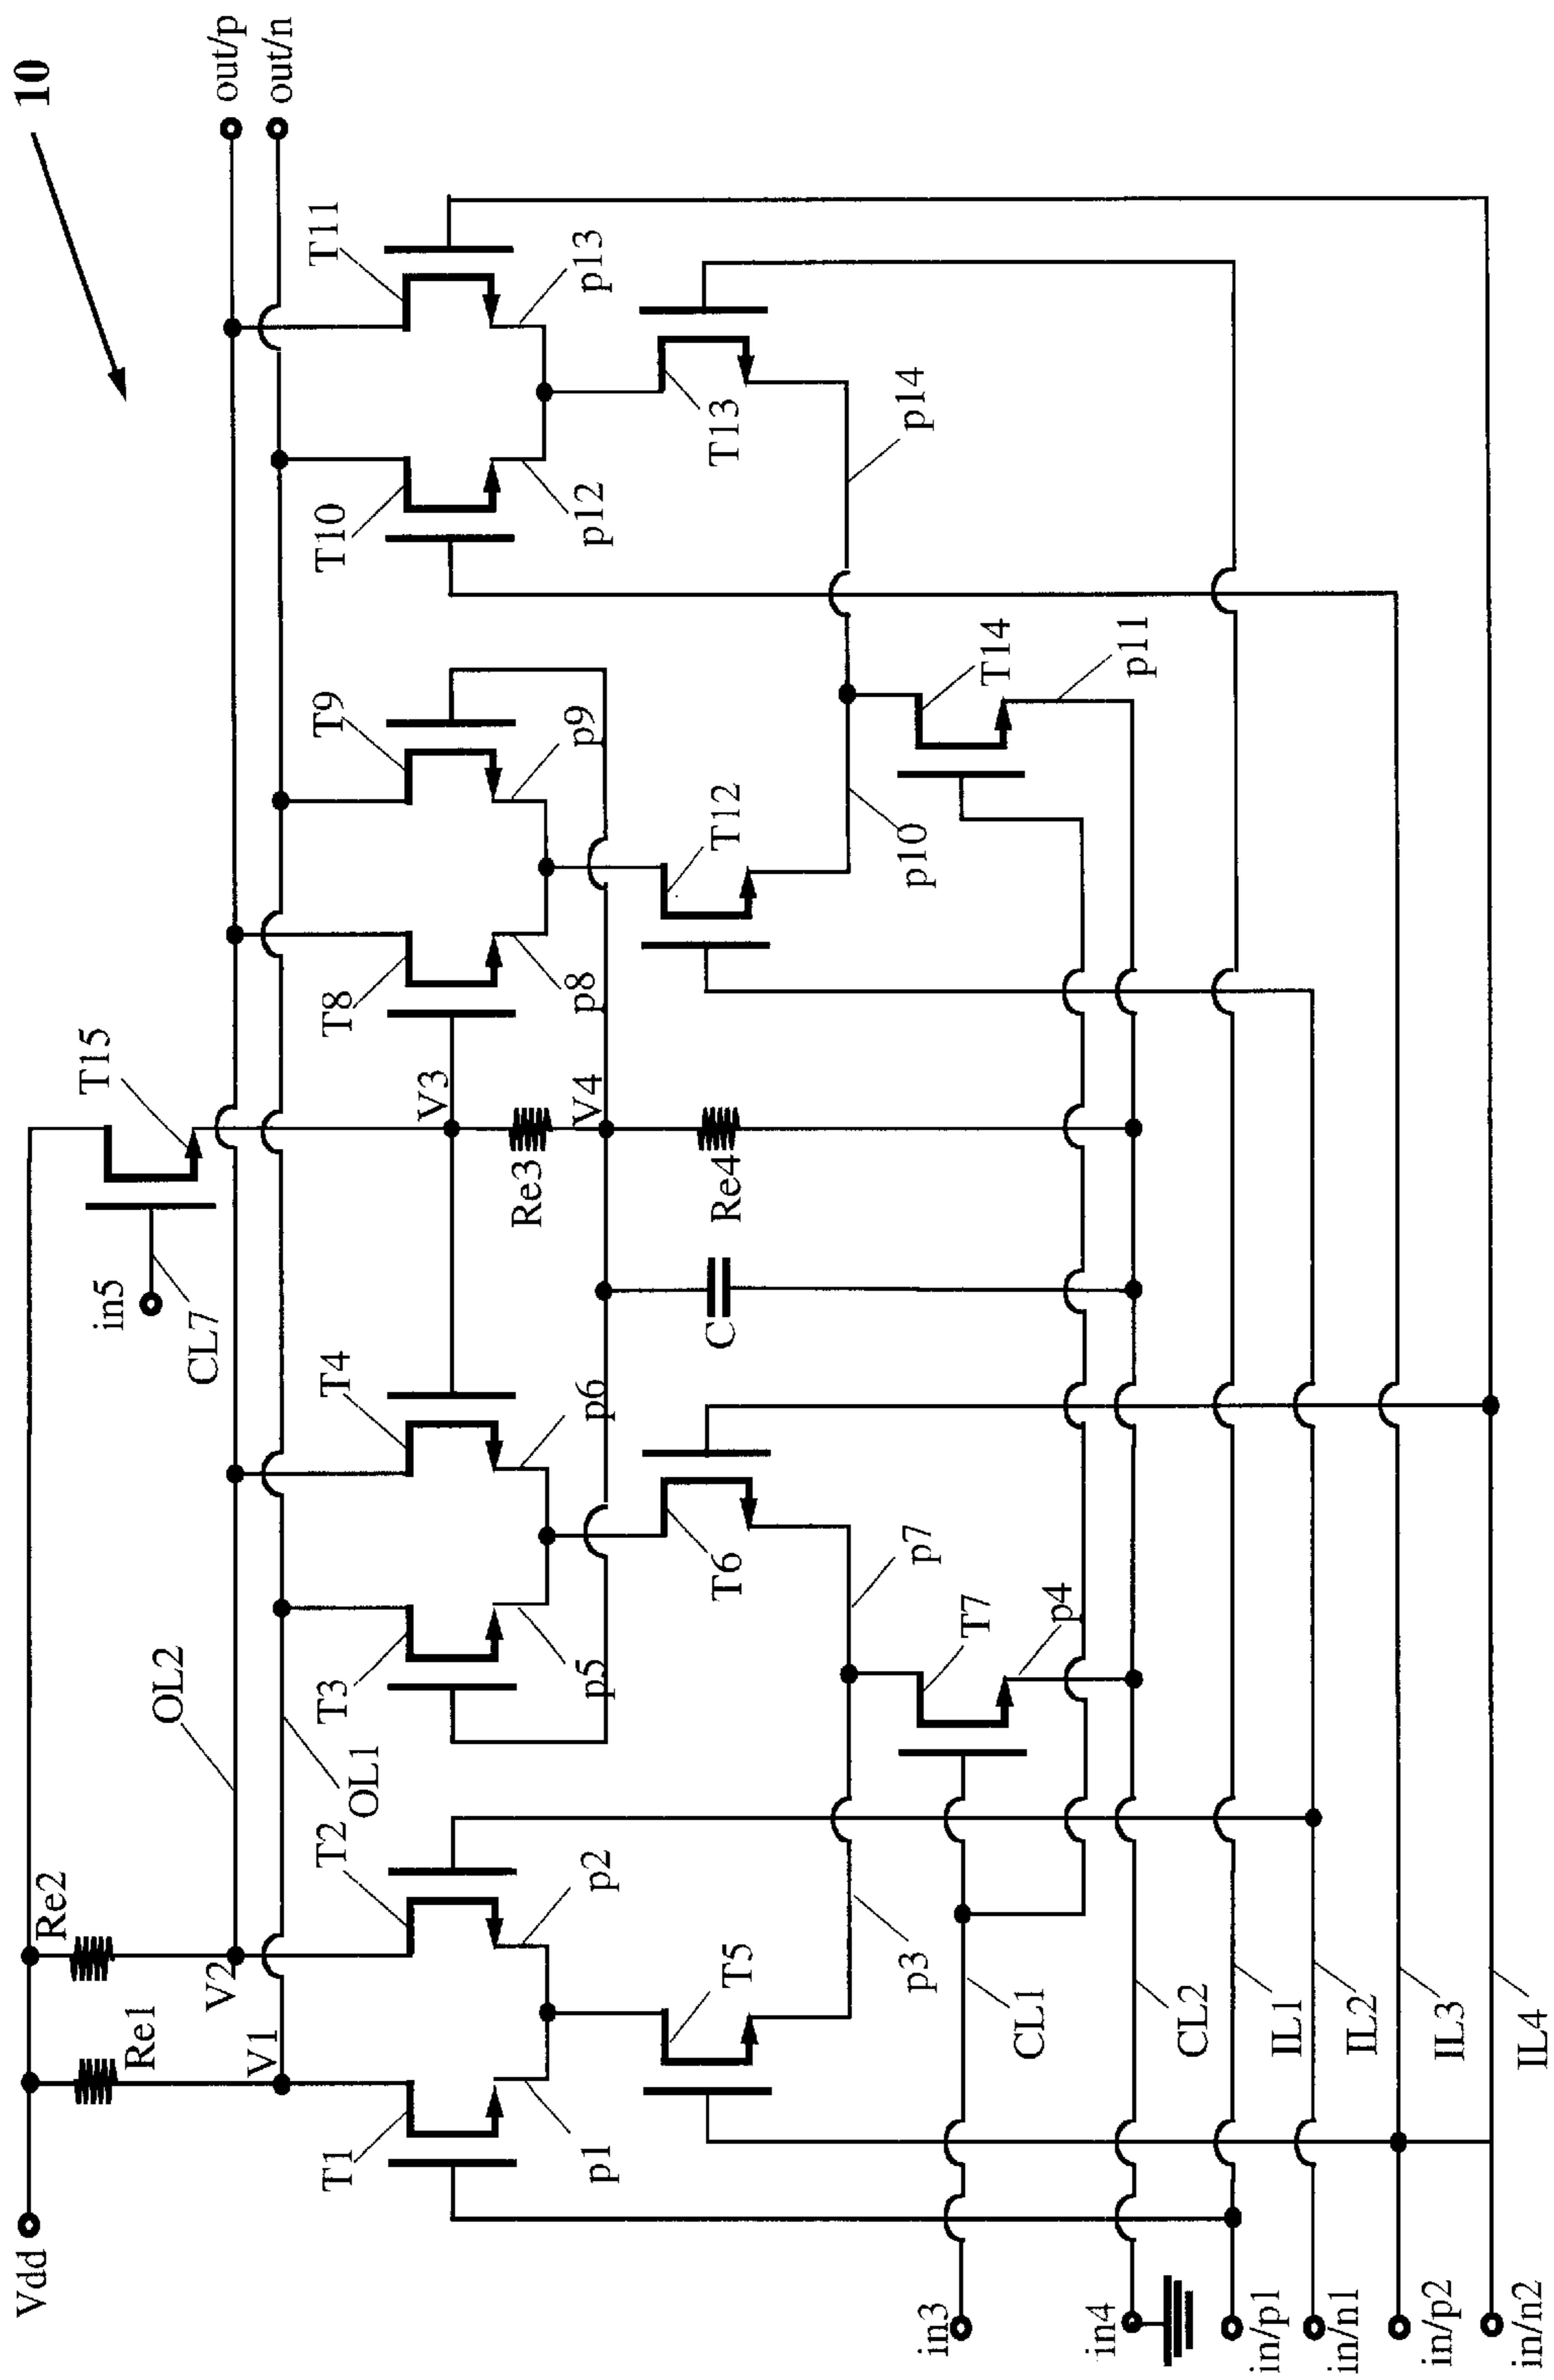 10
out/p
out/n
T11
p13
T10
p12
T13
p14
T9
p9
T8
p8
T12
p10
T14
p11
T15
in5
CL7
V3
Re3
V4
Re4
C
T4
p6
T3
p5
T6
p7
T7
p4
OL2
OL1
Re2
V2
Re1
V1
T2
p2
T1
p1
T5
p3
Vdd
CL1
CL2
IL1
IL2
IL3
IL4
in3
in4
in/p1
in/n1
in/p2
in/n2